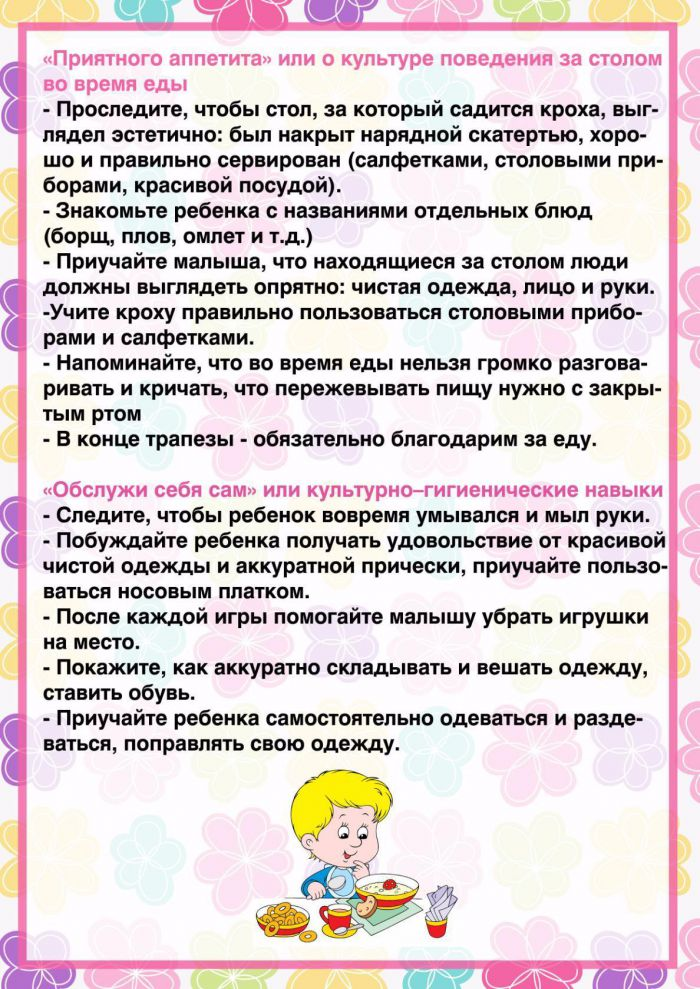 «Приятного аппетита» или о культуре поведения за столом
во время еды
- Проследите, чтобы стол, за который садится кроха, выг-
лядел эстетично: был накрыт нарядной скатертью, хоро-
шо и правильно сервирован (салфетками, столовыми при-
борами, красивой посудой).
- Знакомьте ребенка с названиями отдельных блюд
(борщ, плов, омлет и т.д.)
- Приучайте малыша, что находящиеся за столом люди
должны выглядеть опрятно: чистая одежда, лицо и руки.
-Учите кроху правильно пользоваться столовыми прибо-
рами и салфетками.
- Напоминайте, что во время еды нельзя громко разгова-
ривать и кричать, что пережевывать пищу нужно с закры-
тым ртом
- В конце трапезы - обязательно благодарим за еду.
«Обслужи себя сам» или культурно–гигиенические навыки
- Следите, чтобы ребенок вовремя умывался и мыл руки.
- Побуждайте ребенка получать удовольствие от красивой
чистой одежды и аккуратной прически, приучайте пользо-
ваться носовым платком.
- После каждой игры помогайте малышу убрать игрушки
на место.
- Покажите, как аккуратно складывать и вешать одежду,
ставить обувь.
- Приучайте ребенка самостоятельно одеваться и разде-
ваться, поправлять свою одежду.